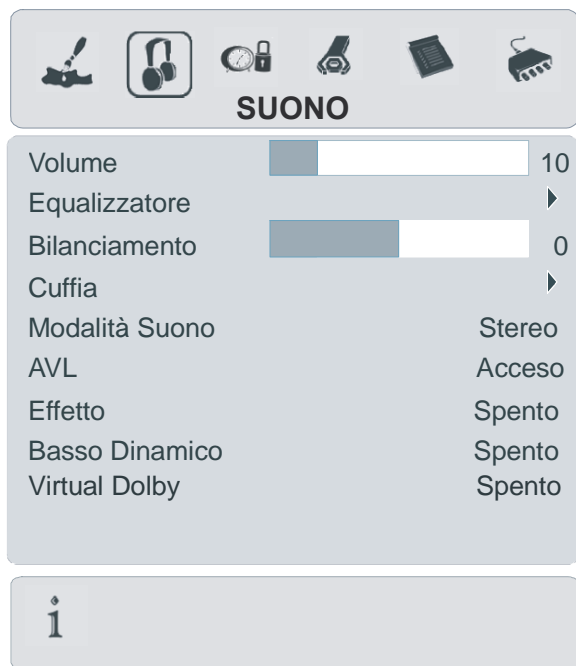 SUONO
Volume 10
Equalizzatore
Bilanciamento 0
Cuffia
Modalità Suono Stereo
AVL Acceso
Effetto Spento
Basso Dinamico Spento
Virtual Dolby Spento
i